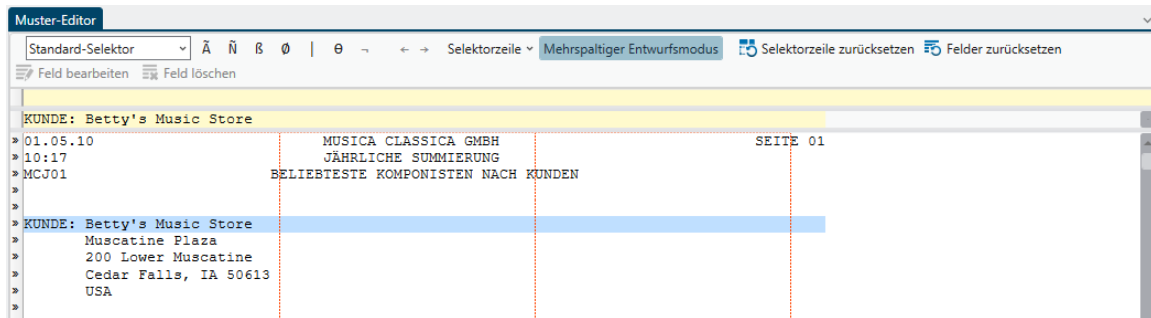 Muster-Editor
Standard-Selektor Ã Ñ ß Ø | θ ¬ ← → Selektorzeile Mehrspaltiger Entwurfsmodus Selektorzeile zurücksetzen Felder zurücksetzen
Feld bearbeiten Feld löschen
KUNDE: Betty's Music Store
» 01.05.10 MUSICA CLASSICA GMBH SEITE 01
» 10:17 JÄHRLICHE SUMMIERUNG
» MCJ01 BELIEBTESTE KOMPONISTEN NACH KUNDEN
»
»
» KUNDE: Betty's Music Store
» Muscatine Plaza
» 200 Lower Muscatine
» Cedar Falls, IA 50613
» USA
»